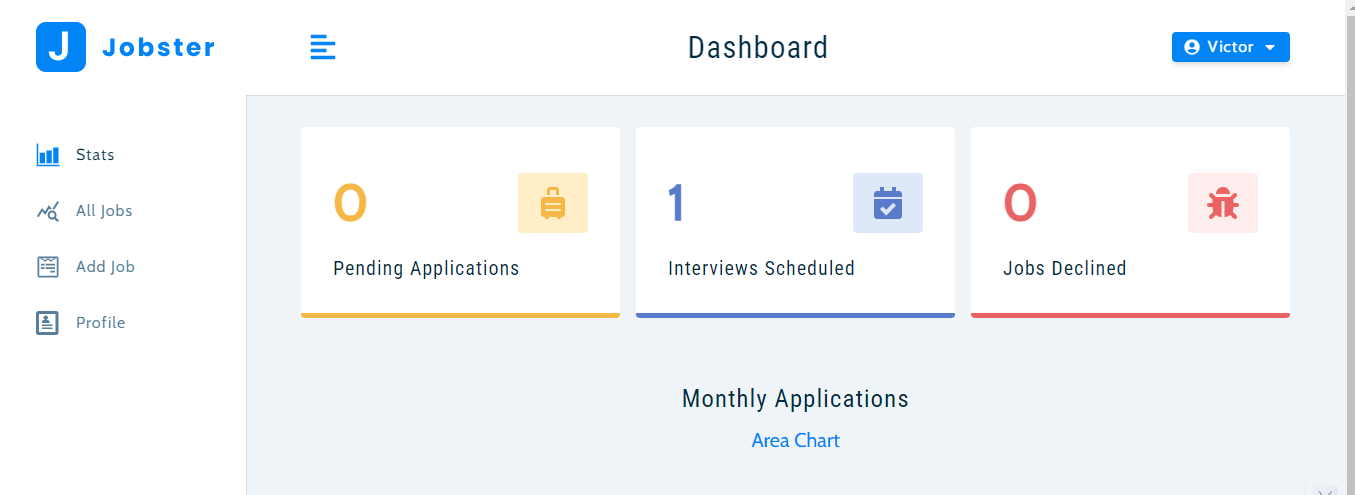 J Jobster
Dashboard
Victor
Stats
All Jobs
Add Job
Profile
0
Pending Applications
1
Interviews Scheduled
0
Jobs Declined
Monthly Applications
Area Chart